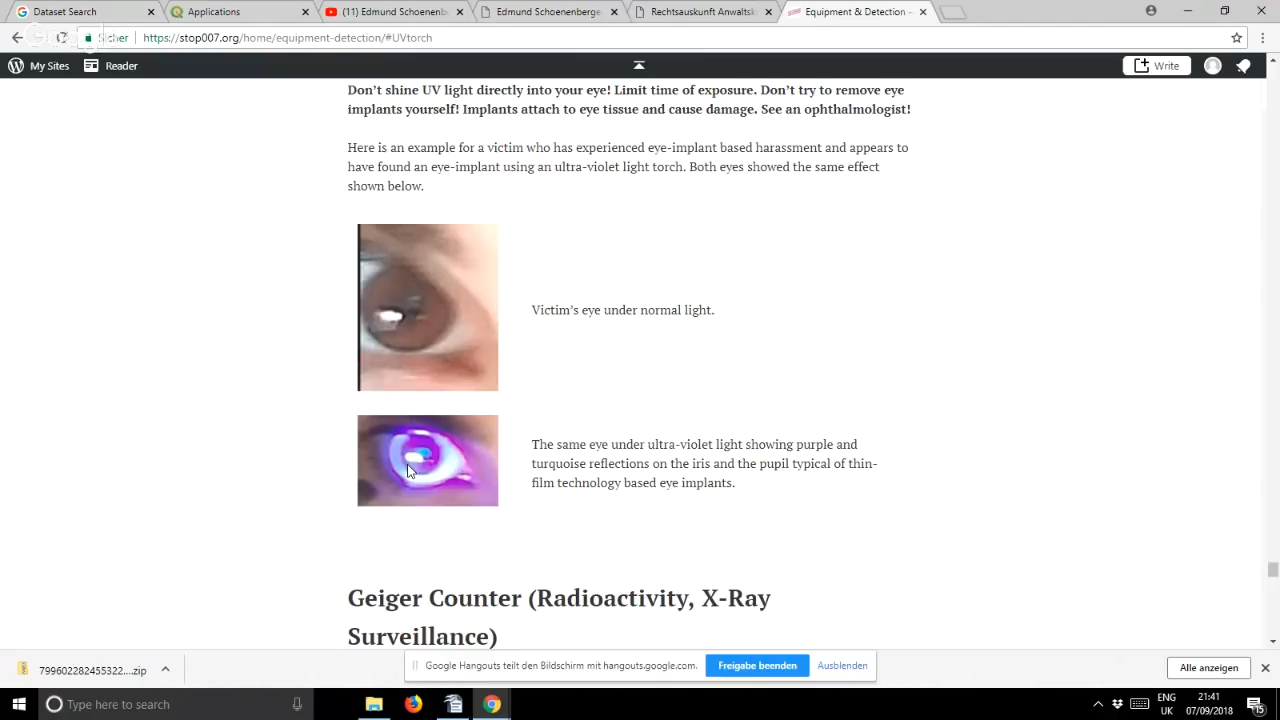 Dataset Search
Applications
(11) Edmund Schoenenb
Edmund Schoenenberge
Rechtsauskunft Anwaltsk
Equipment & Detection –
https://stop007.org/home/equipment-detection/#UVtorch
My Sites
Reader
Write
Don’t shine UV light directly into your eye! Limit time of exposure. Don’t try to remove eye
implants yourself! Implants attach to eye tissue and cause damage. See an ophthalmologist!
Here is an example for a victim who has experienced eye-implant based harassment and appears to
have found an eye-implant using an ultra-violet light torch. Both eyes showed the same effect
shown below.
Victim’s eye under normal light.
The same eye under ultra-violet light showing purple and
turquoise reflections on the iris and the pupil typical of thin-
film technology based eye implants.
Geiger Counter (Radioactivity, X-Ray
Surveillance)
799602282455322....zip
Google Hangouts teilt den Bildschirm mit hangouts.google.com.
Freigabe beenden
Ausblenden
Alle anzeigen
Type here to search
ENG
UK
21:41
07/09/2018
15